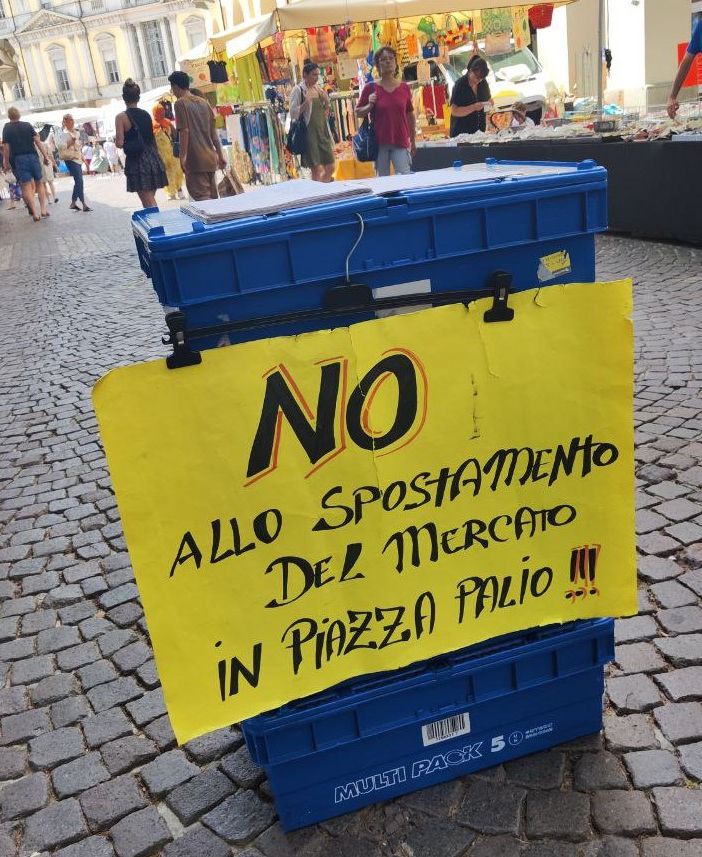 NO
ALLO SPOSTAMENTO
DEL MERCATO
IN PIAZZA PALIO !!!
MULTI PACK 5